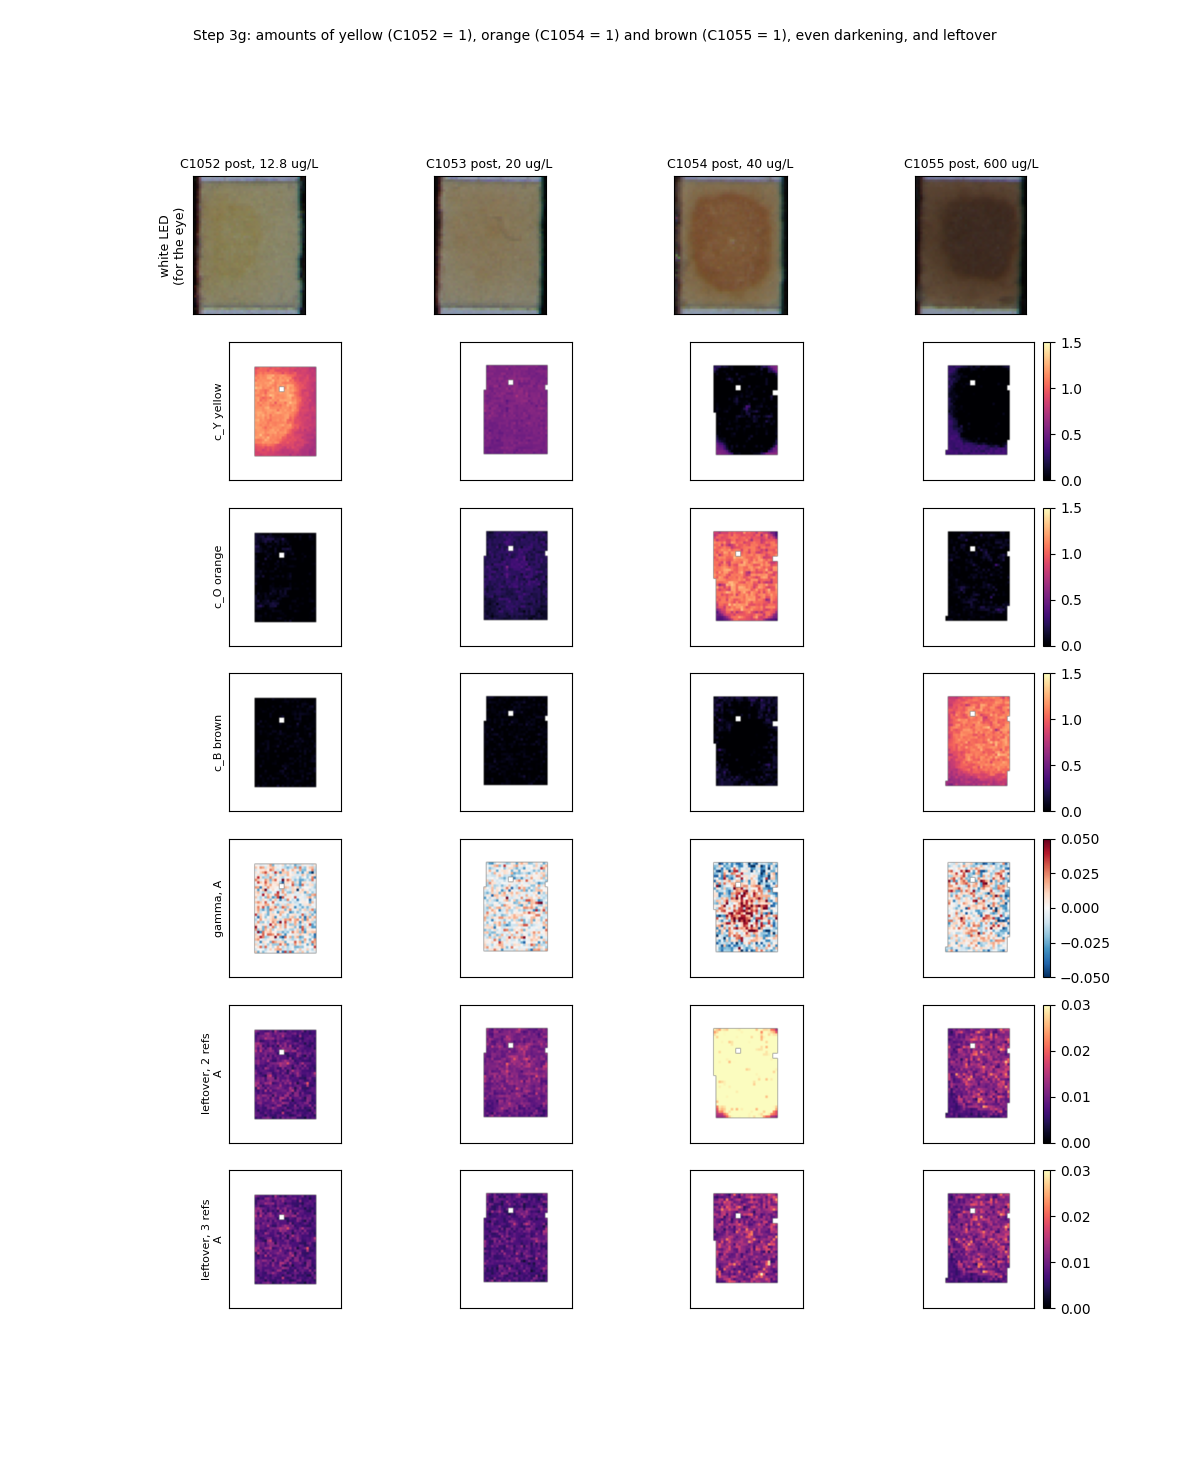 Step 3g: amounts of yellow (C1052 = 1), orange (C1054 = 1) and brown (C1055 = 1), even darkening, and leftover
C1052 post, 12.8 ug/L
C1053 post, 20 ug/L
C1054 post, 40 ug/L
C1055 post, 600 ug/L
white LED
(for the eye)
c_Y yellow
1.5
1.0
0.5
0.0
c_O orange
1.5
1.0
0.5
0.0
c_B brown
1.5
1.0
0.5
0.0
gamma, A
0.050
0.025
0.000
−0.025
−0.050
leftover, 2 refs
A
0.03
0.02
0.01
0.00
leftover, 3 refs
A
0.03
0.02
0.01
0.00